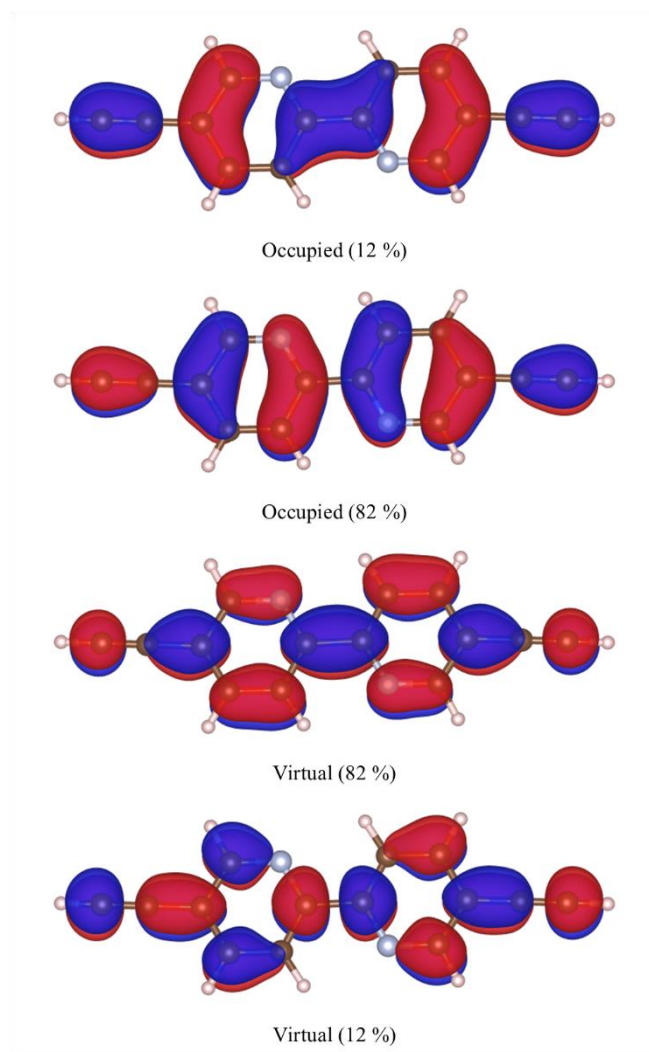 Occupied (12 %)
Occupied (82 %)
Virtual (82 %)
Virtual (12 %)